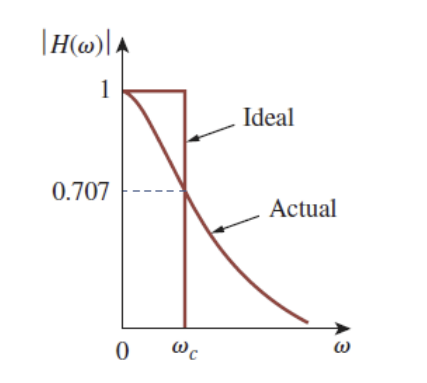 |H(ω)|
1
Ideal
0.707
Actual
0
ω_c
ω